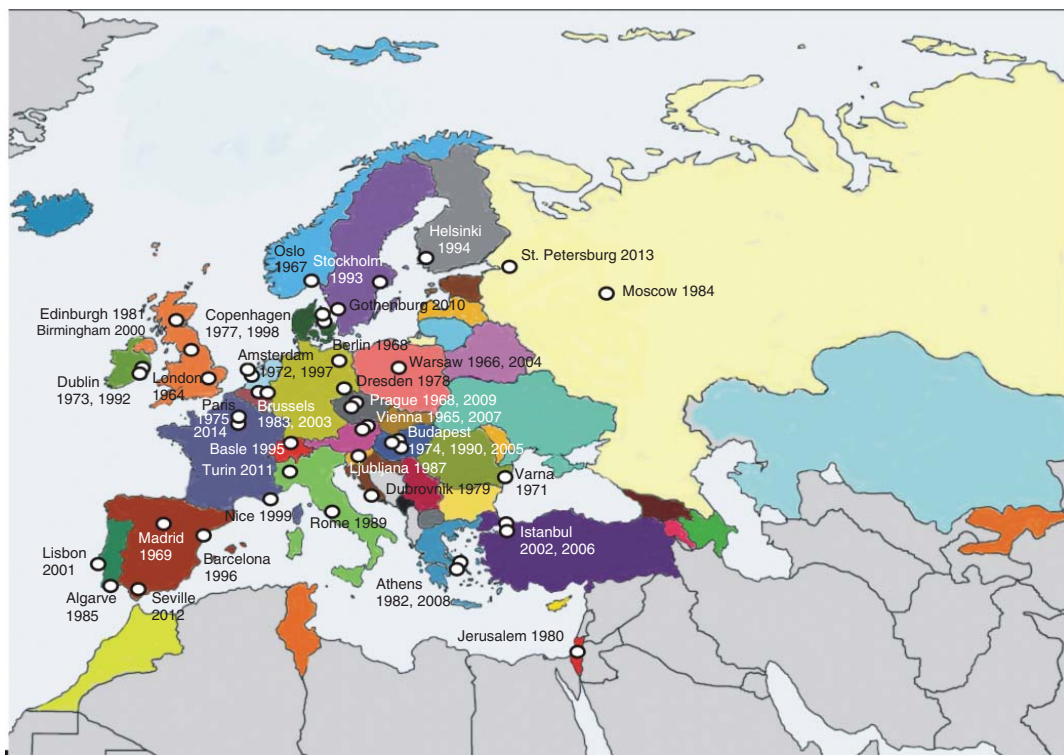 Helsinki
1994
Oslo
1967
Stockholm
1993
St. Petersburg 2013
Moscow 1984
Edinburgh 1981
Birmingham 2000
Copenhagen
1977, 1998
Gothenburg 2010
Berlin 1968
Amsterdam
1972, 1997
Warsaw 1966, 2004
Dublin
1973, 1992
London
1964
Dresden 1978
Paris
1975
2014
Brussels
1983, 2003
Prague 1968, 2009
Vienna 1965, 2007
Budapest
1974, 1990, 2005
Basle 1995
Turin 2011
Ljubljana 1987
Varna
1971
Dubrovnik 1979
Nice 1999
Rome 1989
Madrid
1969
Istanbul
2002, 2006
Lisbon
2001
Barcelona
1996
Algarve
1985
Seville
2012
Athens
1982, 2008
Jerusalem 1980